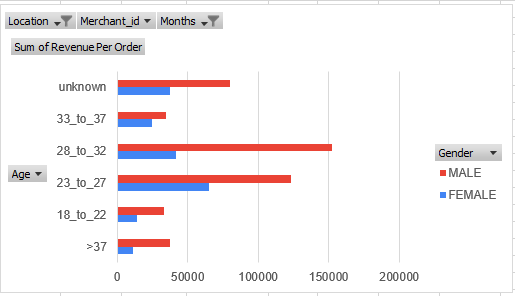 Location Merchant_id Months
Sum of Revenue Per Order
unknown
33_to_37
28_to_32
23_to_27
18_to_22
>37
Age
0 50000 100000 150000 200000
Gender
MALE
FEMALE